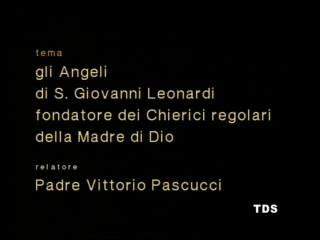 tema
gli Angeli
di S. Giovanni Leonardi
fondatore dei Chierici regolari
della Madre di Dio
relatore
Padre Vittorio Pascucci
TDS